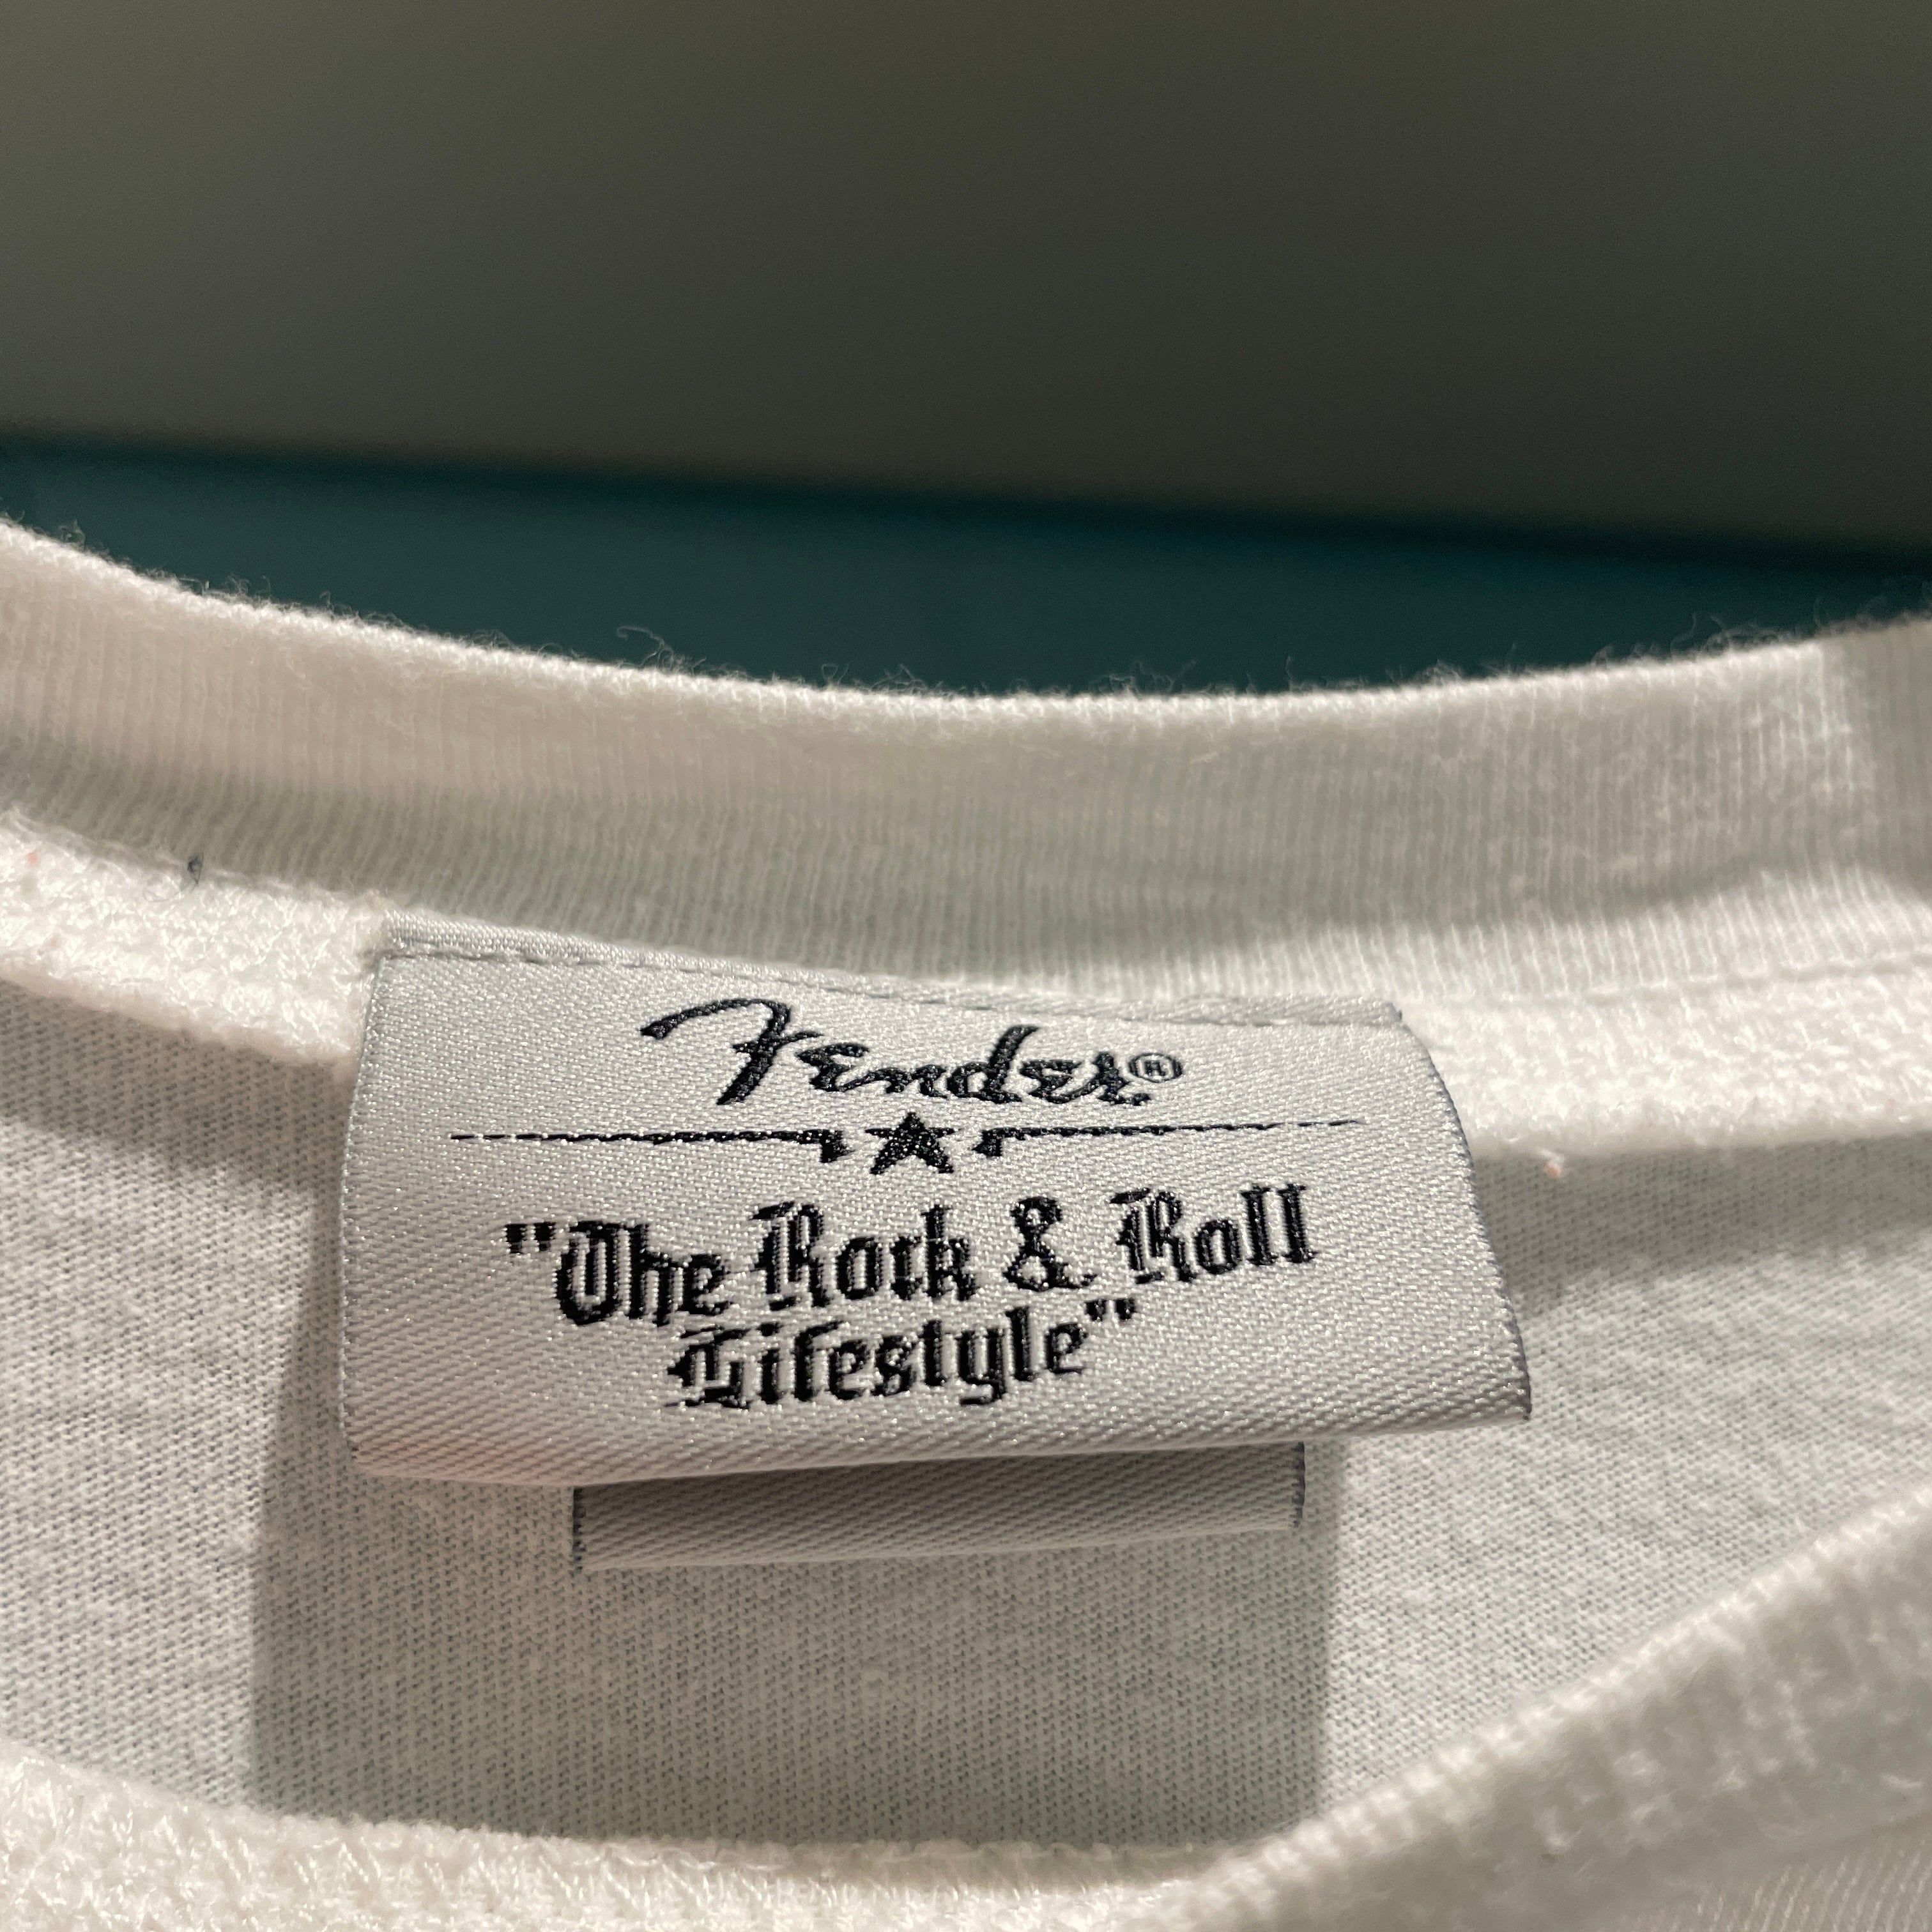 Fender®
"The Rock & Roll
Lifestyle"